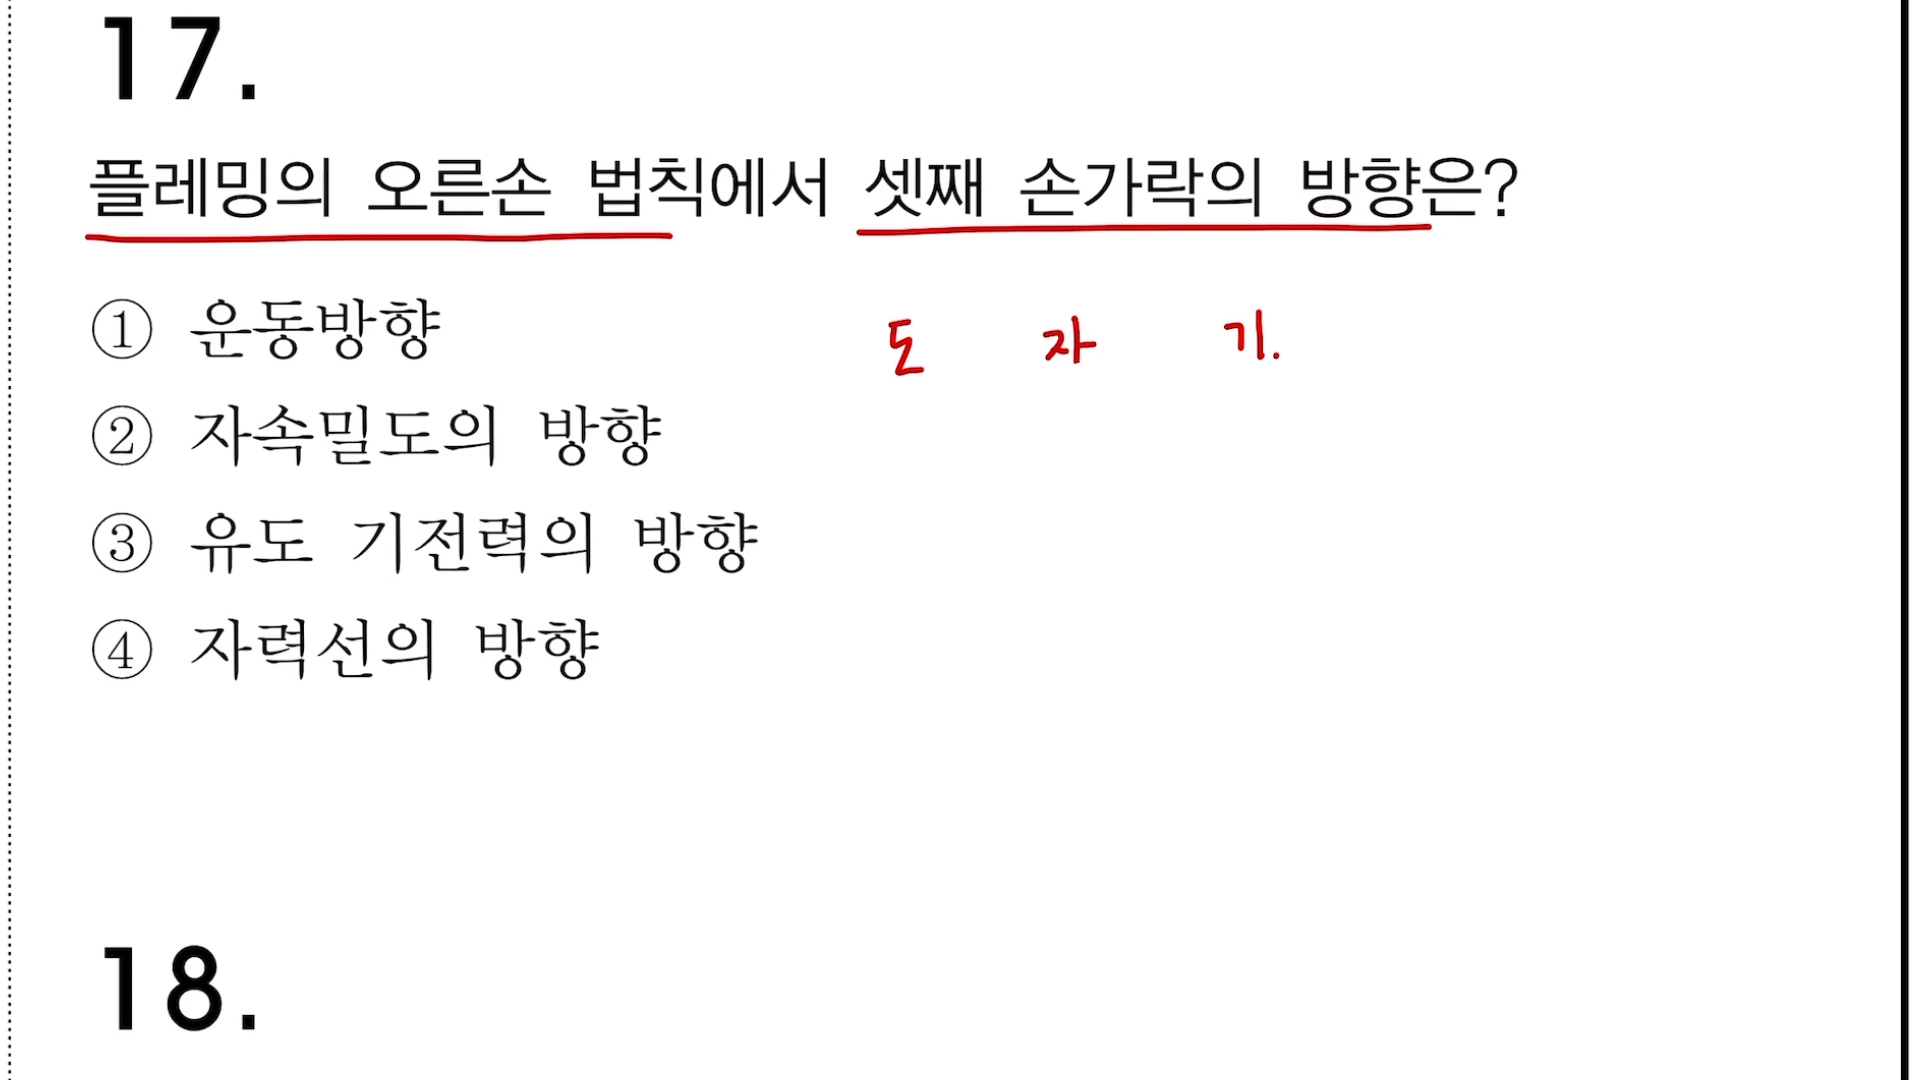 17.
플레밍의 오른손 법칙에서 셋째 손가락의 방향은?
① 운동방향
도 자 기.
② 자속밀도의 방향
③ 유도 기전력의 방향
④ 자력선의 방향
18.